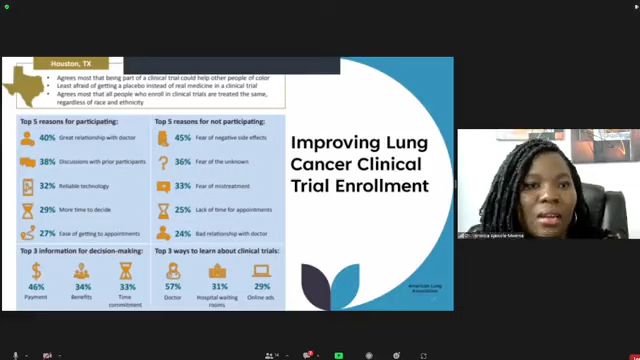 Houston, TX
• Agrees most that being part of a clinical trial could help other people of color
• Least afraid of getting a placebo instead of real medicine in a clinical trial
• Agrees most that all people who enroll in clinical trials are treated the same,
regardless of race and ethnicity
Top 5 reasons for participating:
40% Great relationship with doctor
38% Discussions with prior participants
32% Reliable technology
29% More time to decide
27% Ease of getting to appointments
Top 5 reasons for not participating:
45% Fear of negative side effects
36% Fear of the unknown
33% Fear of mistreatment
25% Lack of time for appointments
24% Bad relationship with doctor
Top 3 information for decision-making:
46% Payment
34% Benefits
33% Time
commitment
Top 3 ways to learn about clinical trials:
57% Doctor
31% Hospital waiting
rooms
29% Online ads
Improving Lung
Cancer Clinical
Trial Enrollment
American Lung
Association